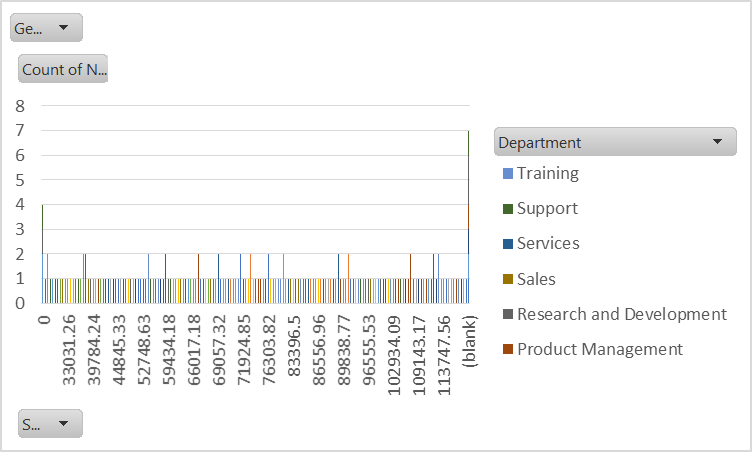 Ge...
Count of N...
8
7
6
5
4
3
2
1
0
0
33031.26
39784.24
44845.33
52748.63
59434.18
66017.18
69057.32
71924.85
76303.82
83396.5
86556.96
89838.77
96555.53
102934.09
109143.17
113747.56
(blank)
Department
Training
Support
Services
Sales
Research and Development
Product Management
S...